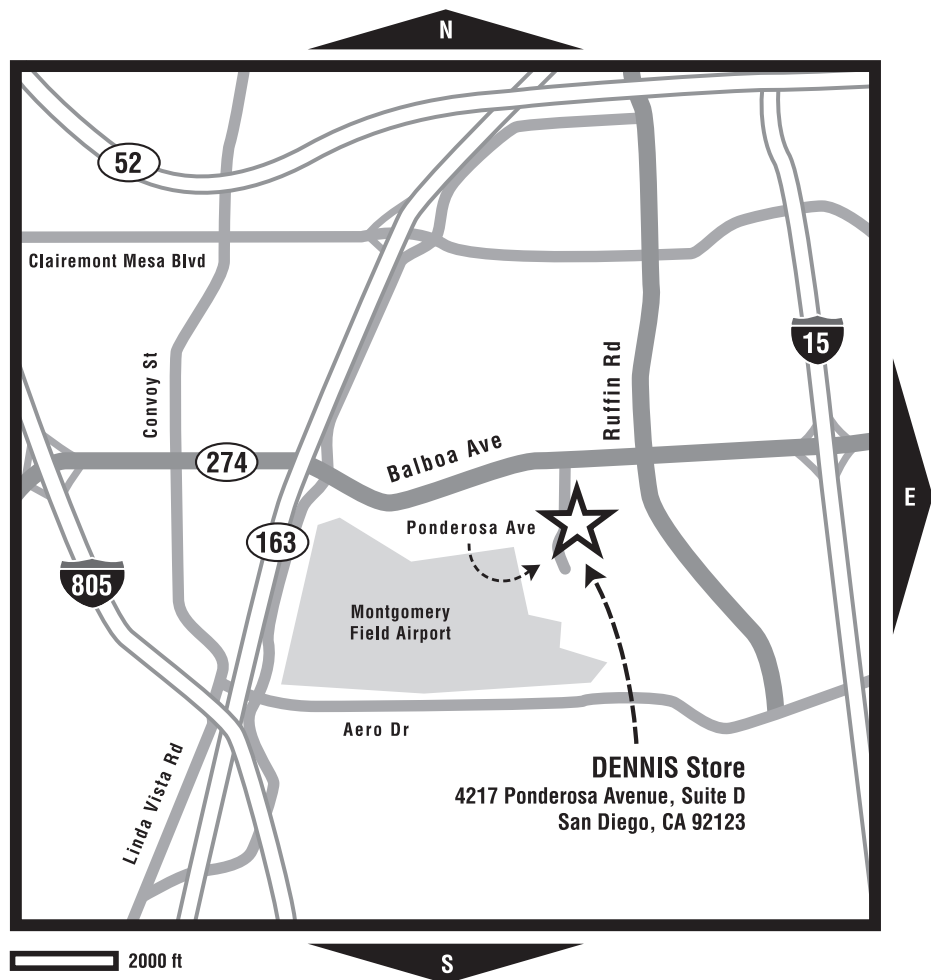 N
52
Clairemont Mesa Blvd
15
Convoy St
Ruffin Rd
274
Balboa Ave
E
Ponderosa Ave
163
805
Montgomery
Field Airport
Aero Dr
Linda Vista Rd
DENNIS Store
4217 Ponderosa Avenue, Suite D
San Diego, CA 92123
2000 ft
S